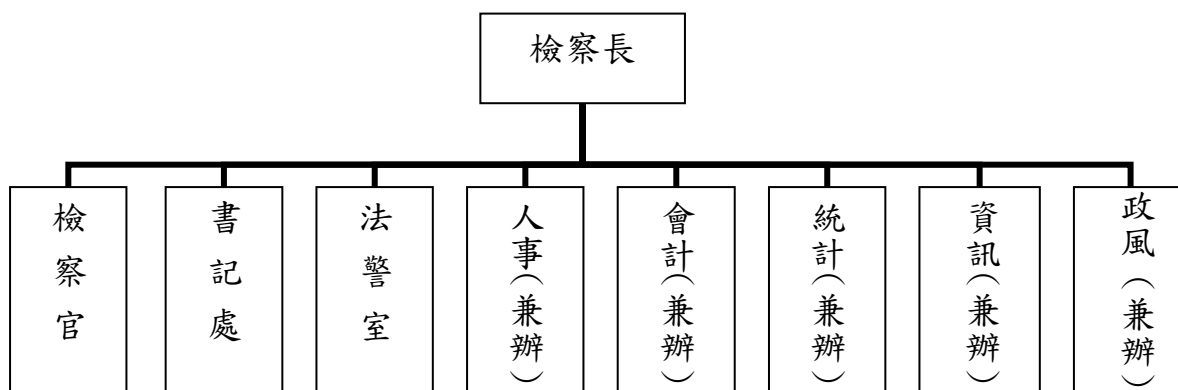 檢察長
檢察官
書記處
法警室
人事(兼辦)
會計(兼辦)
統計(兼辦)
資訊(兼辦)
政風(兼辦)